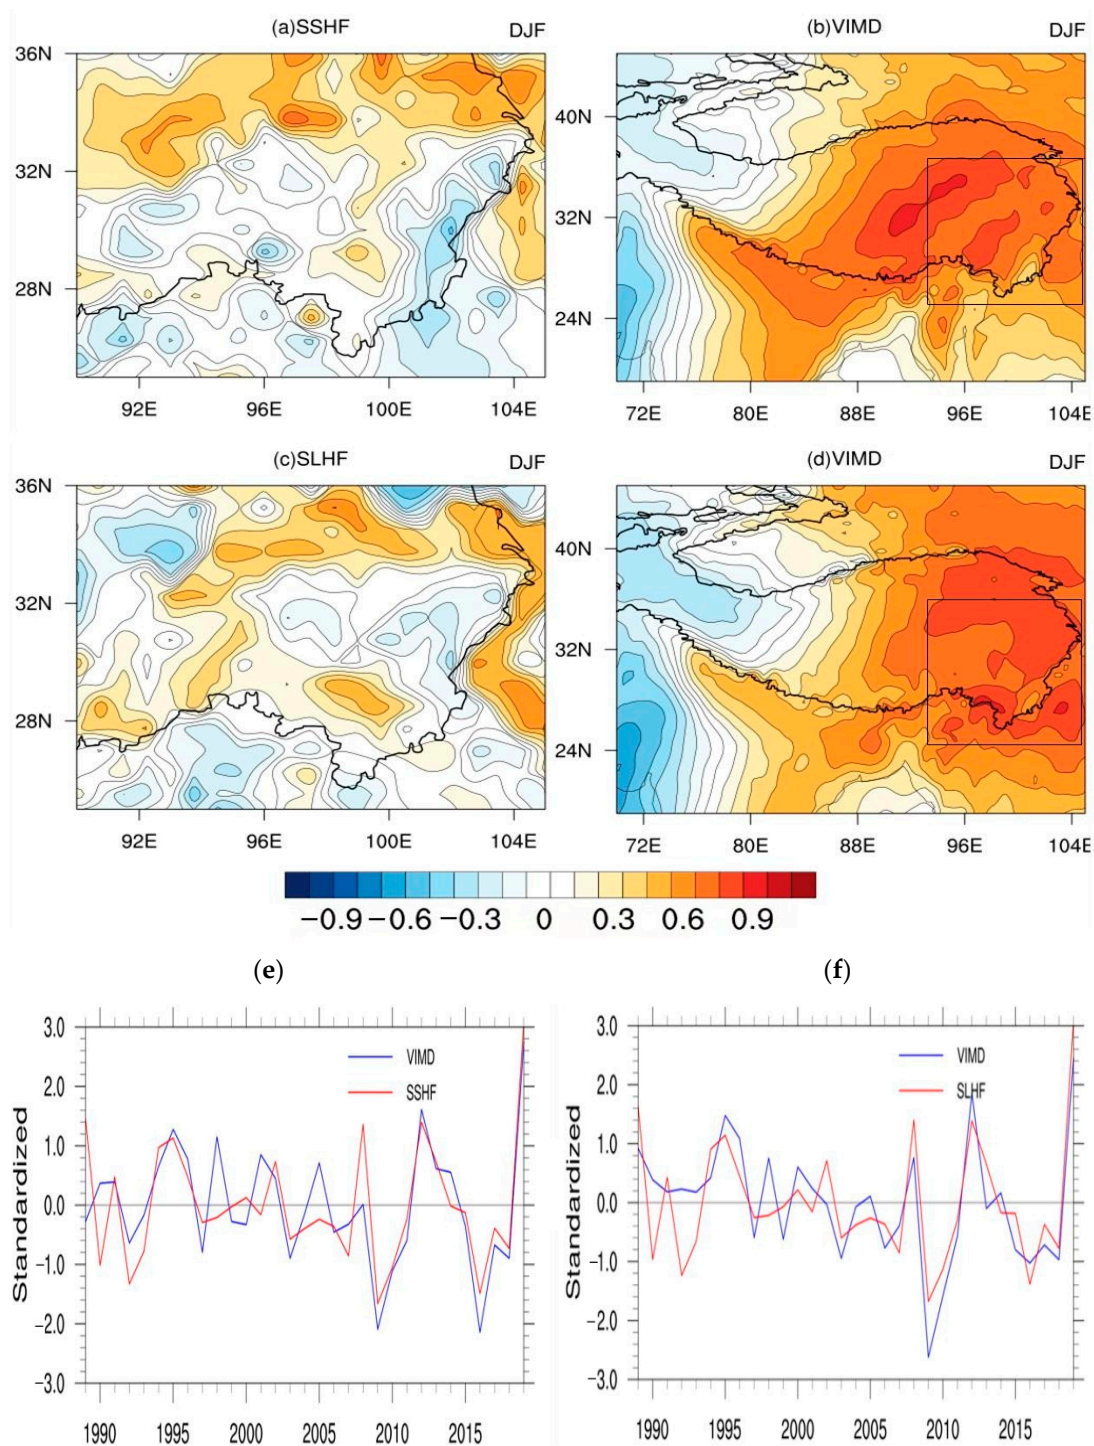 (a)SSHF DJF
36N
32N
28N
92E 96E 100E 104E
(b)VIMD DJF
40N
32N
24N
72E 80E 88E 96E 104E
(c)SLHF DJF
36N
32N
28N
92E 96E 100E 104E
(d)VIMD DJF
40N
32N
24N
72E 80E 88E 96E 104E
−0.9 −0.6 −0.3 0 0.3 0.6 0.9
(e)
3.0
2.0
1.0
0.0
−1.0
−2.0
−3.0
Standardized
VIMD
SSHF
1990 1995 2000 2005 2010 2015
(f)
3.0
2.0
1.0
0.0
−1.0
−2.0
−3.0
Standardized
VIMD
SLHF
1990 1995 2000 2005 2010 2015